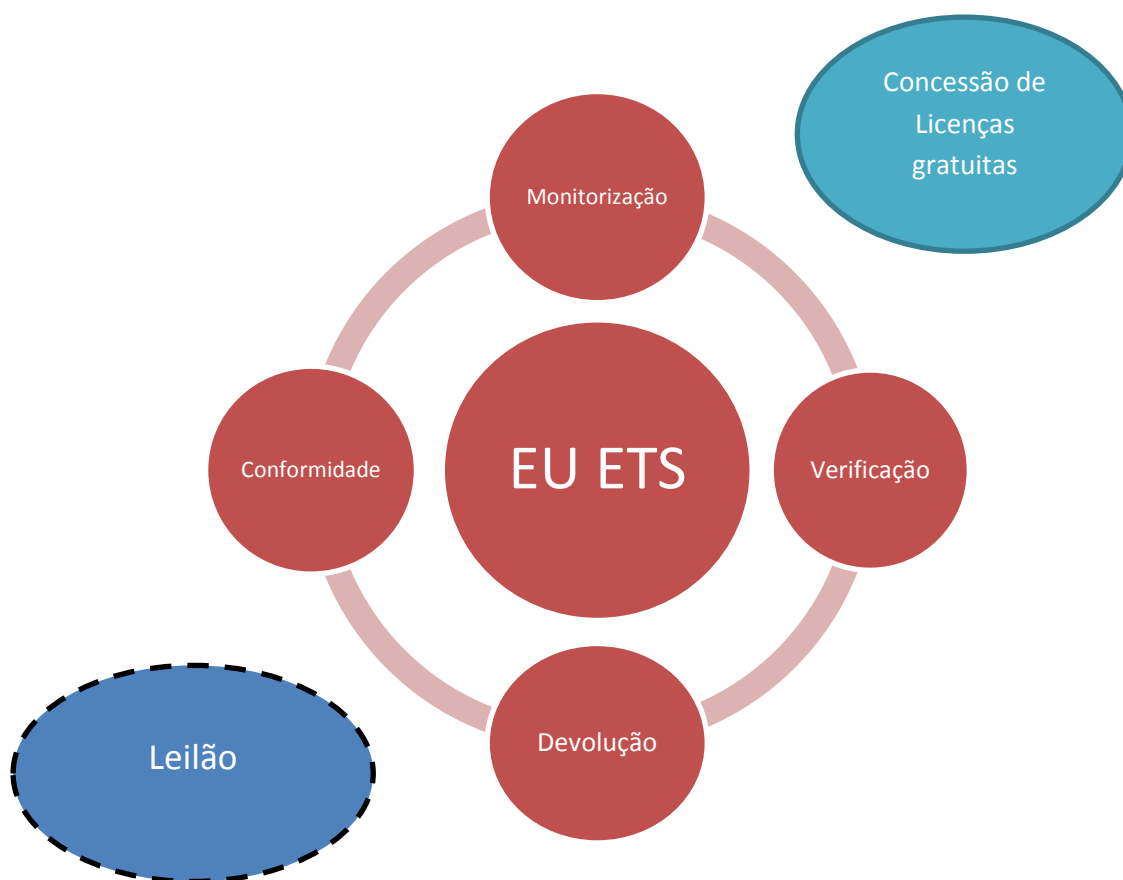 Concessão de
Licenças
gratuitas
Monitorização
Conformidade
EU ETS
Verificação
Devolução
Leilão